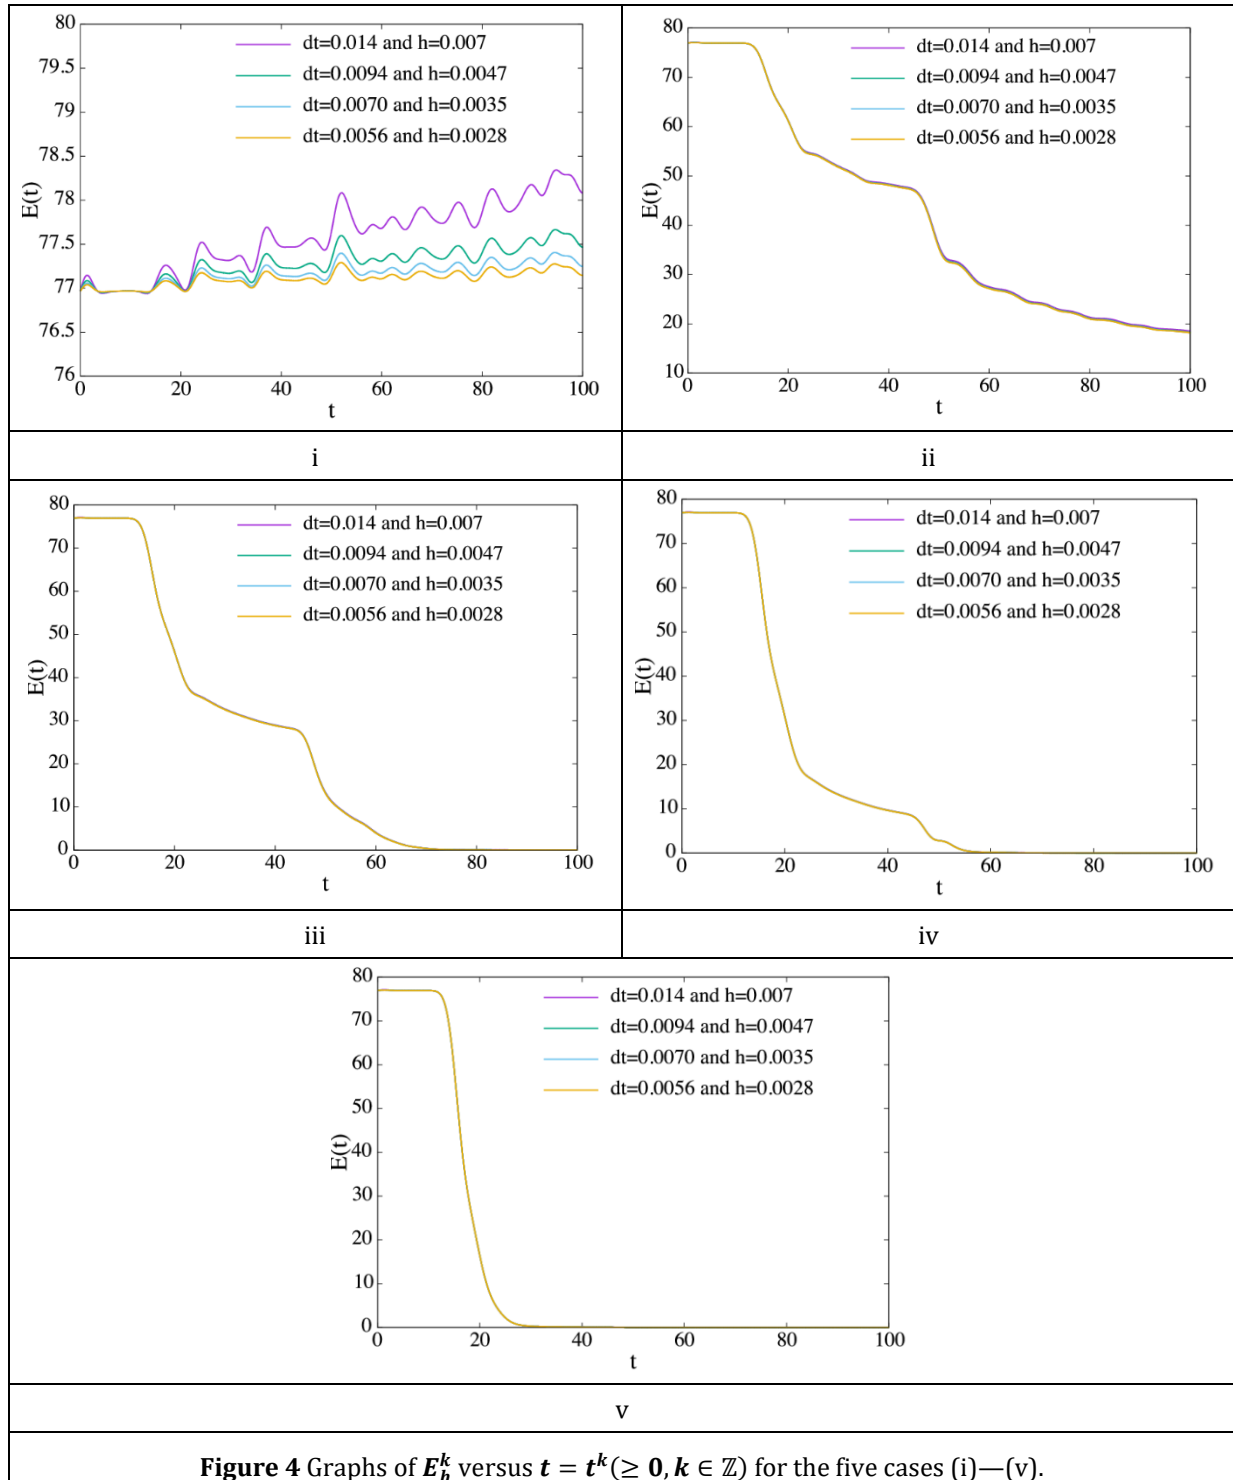 80
79.5
79
78.5
78
77.5
77
76.5
76
E(t)
dt=0.014 and h=0.007
dt=0.0094 and h=0.0047
dt=0.0070 and h=0.0035
dt=0.0056 and h=0.0028
0 20 40 60 80 100
t
80
70
60
50
40
30
20
10
E(t)
dt=0.014 and h=0.007
dt=0.0094 and h=0.0047
dt=0.0070 and h=0.0035
dt=0.0056 and h=0.0028
0 20 40 60 80 100
t
i
ii
80
70
60
50
40
30
20
10
0
E(t)
dt=0.014 and h=0.007
dt=0.0094 and h=0.0047
dt=0.0070 and h=0.0035
dt=0.0056 and h=0.0028
0 20 40 60 80 100
t
80
70
60
50
40
30
20
10
0
E(t)
dt=0.014 and h=0.007
dt=0.0094 and h=0.0047
dt=0.0070 and h=0.0035
dt=0.0056 and h=0.0028
0 20 40 60 80 100
t
iii
iv
80
70
60
50
40
30
20
10
0
E(t)
dt=0.014 and h=0.007
dt=0.0094 and h=0.0047
dt=0.0070 and h=0.0035
dt=0.0056 and h=0.0028
0 20 40 60 80 100
t
v
Figure 4 Graphs of E_h^k versus t = t^k(≥ 0, k ∈ ℤ) for the five cases (i)—(v).